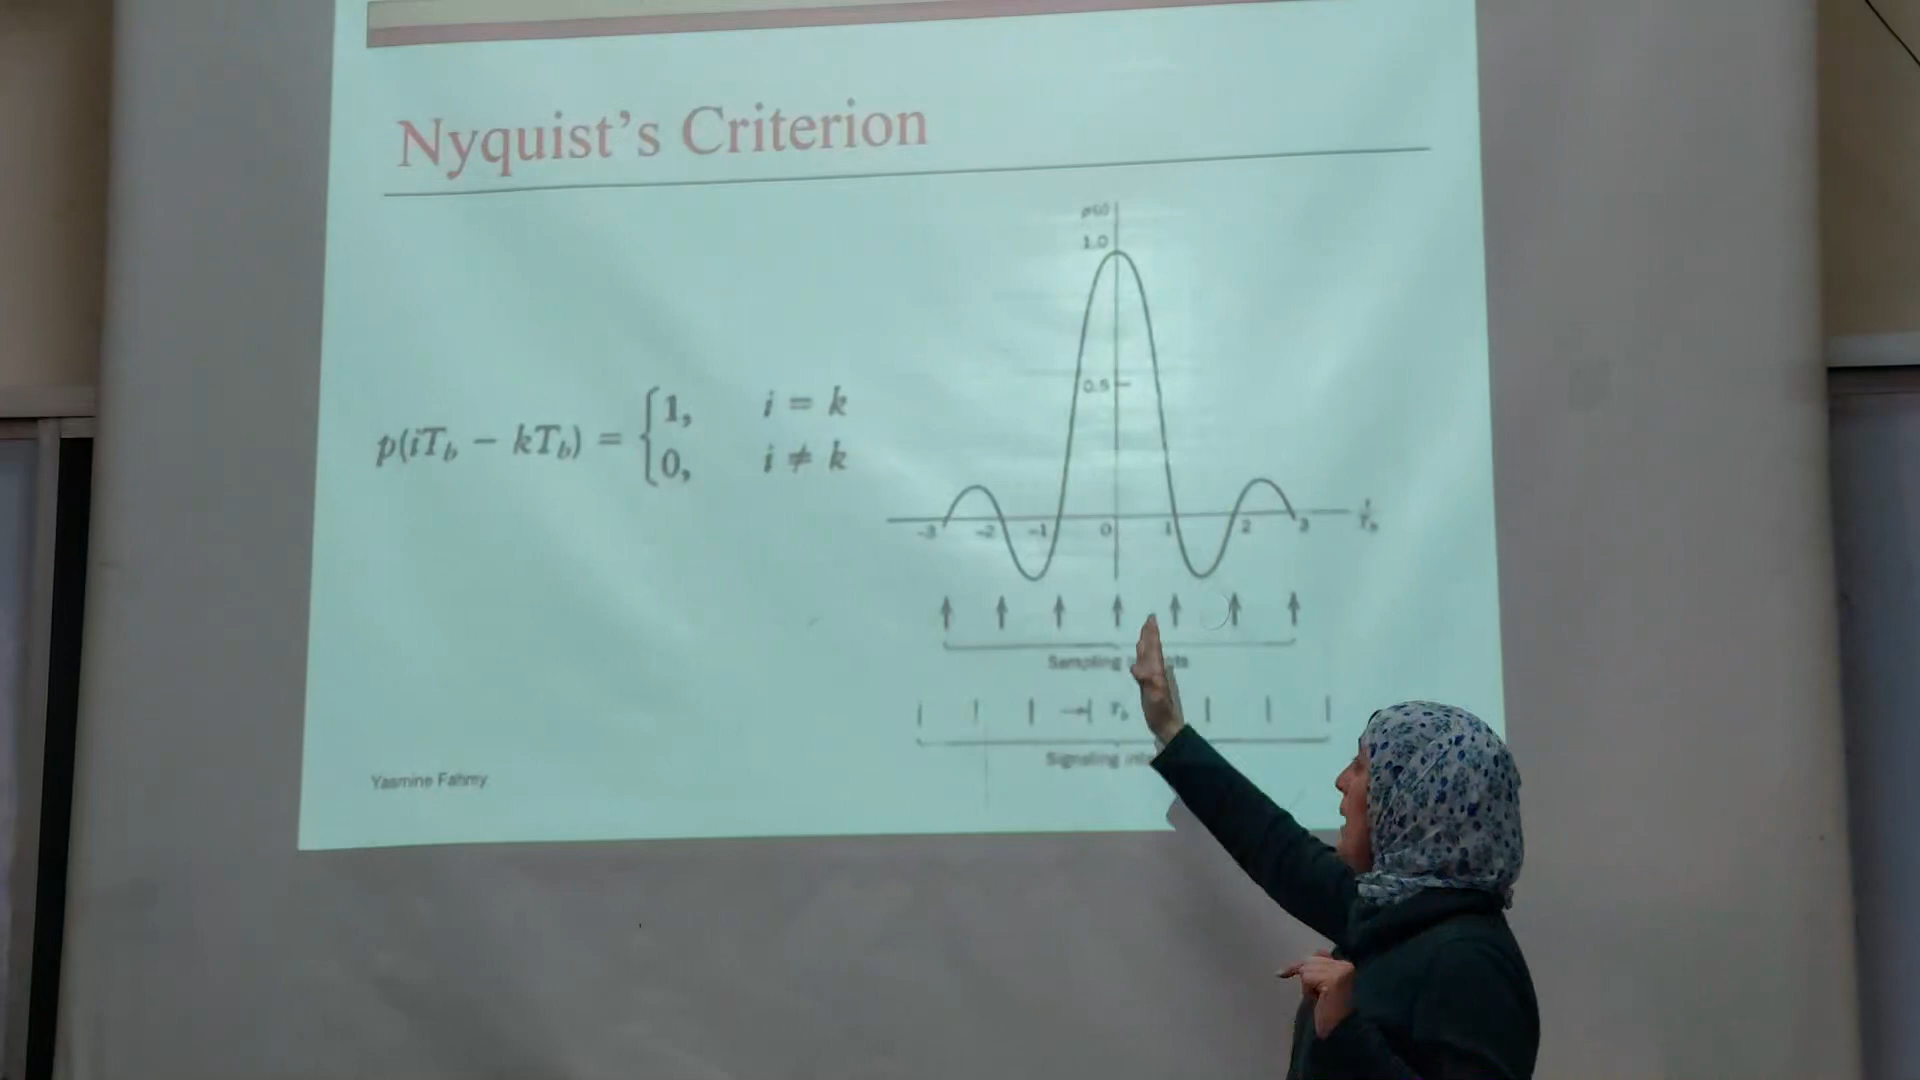 Nyquist's Criterion
p(iT_b − kT_b) = { 1, i = k
0, i ≠ k
p(t)
1.0
0.5
-3 -2 -1 0 1 2 3
t/T_b
Sampling
T_b
Signaling
Yasmine Fahmy